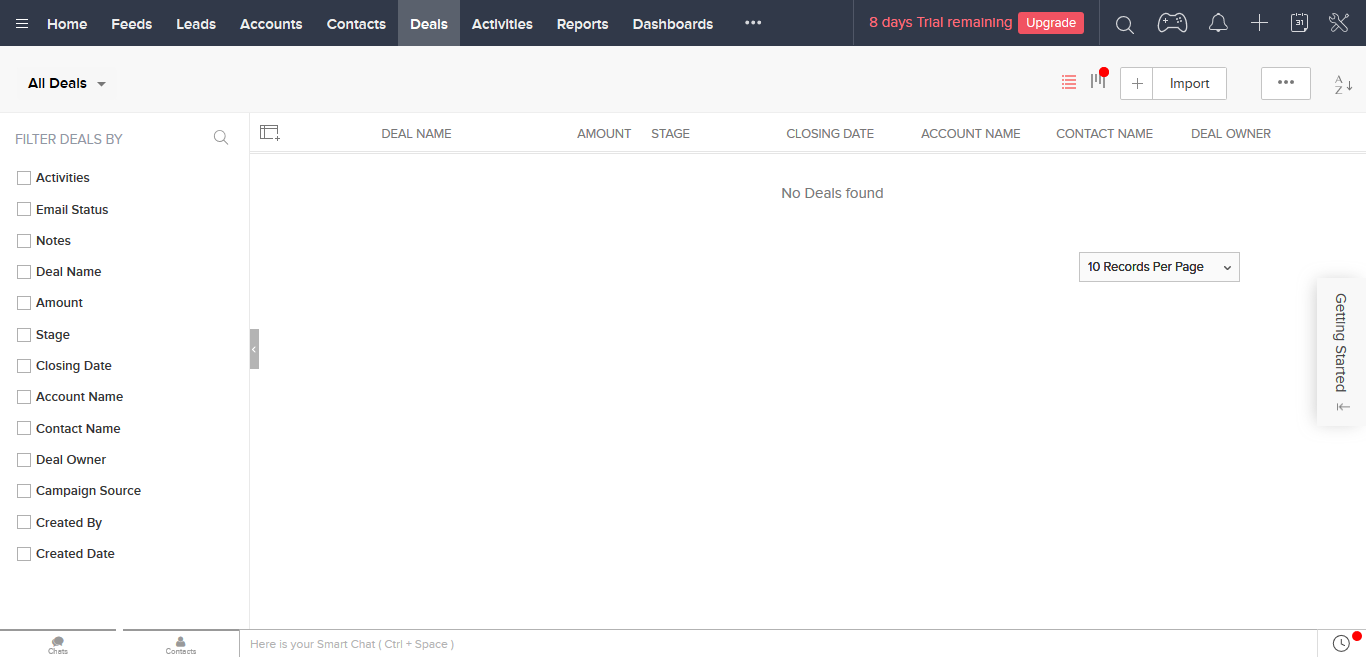 Home Feeds Leads Accounts Contacts Deals Activities Reports Dashboards ••• 8 days Trial remaining Upgrade 31
All Deals + Import ••• A Z
FILTER DEALS BY
DEAL NAME AMOUNT STAGE CLOSING DATE ACCOUNT NAME CONTACT NAME DEAL OWNER
Activities
Email Status
Notes
Deal Name
Amount
Stage
Closing Date
Account Name
Contact Name
Deal Owner
Campaign Source
Created By
Created Date
No Deals found
10 Records Per Page
Getting Started
Chats
Contacts
Here is your Smart Chat ( Ctrl + Space )